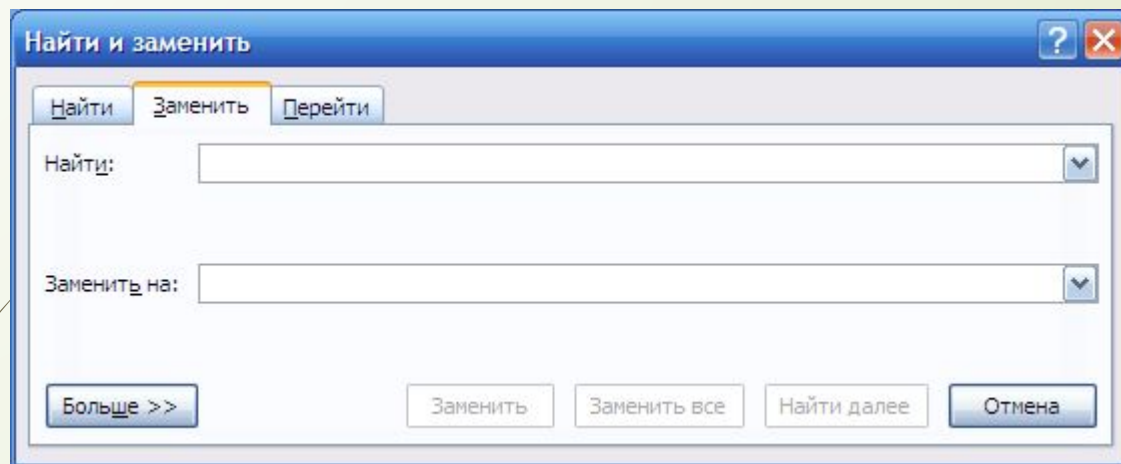 Найти и заменить
Найти Заменить Перейти
Найти:
Заменить на:
Больше >> Заменить Заменить все Найти далее Отмена